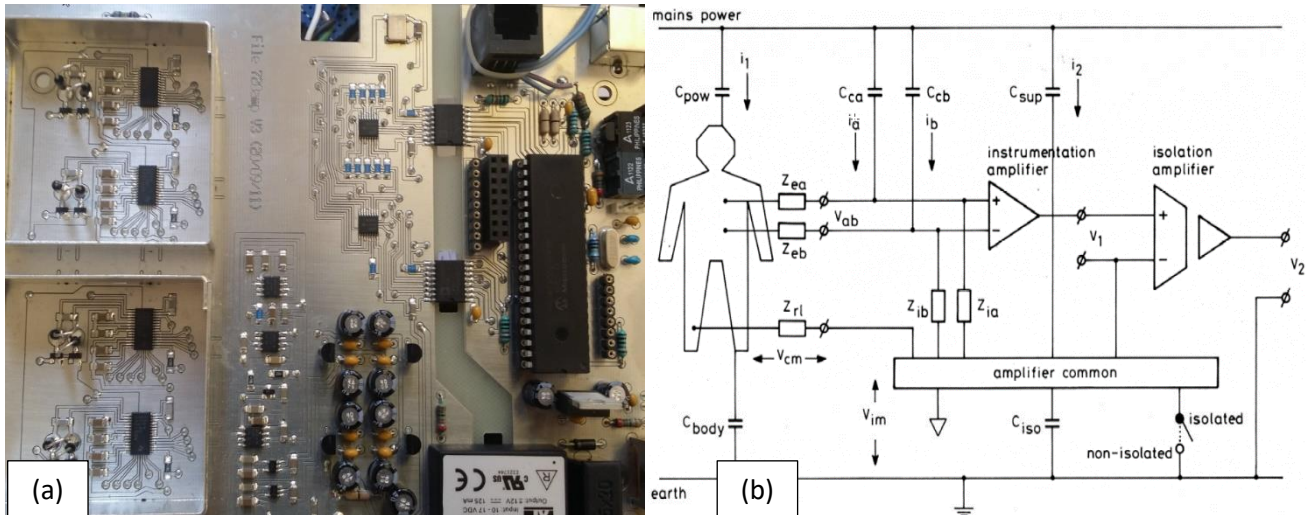 (a)
CE
mains power
i1
i2
Cpow
Cca
Ccb
Csup
ia
ib
instrumentation
amplifier
isolation
amplifier
Zea
Vab
Zeb
+
−
+
−
V1
V2
Zrl
Zib
Zia
Vcm
amplifier common
Vim
Cbody
Ciso
isolated
non-isolated
earth
(b)